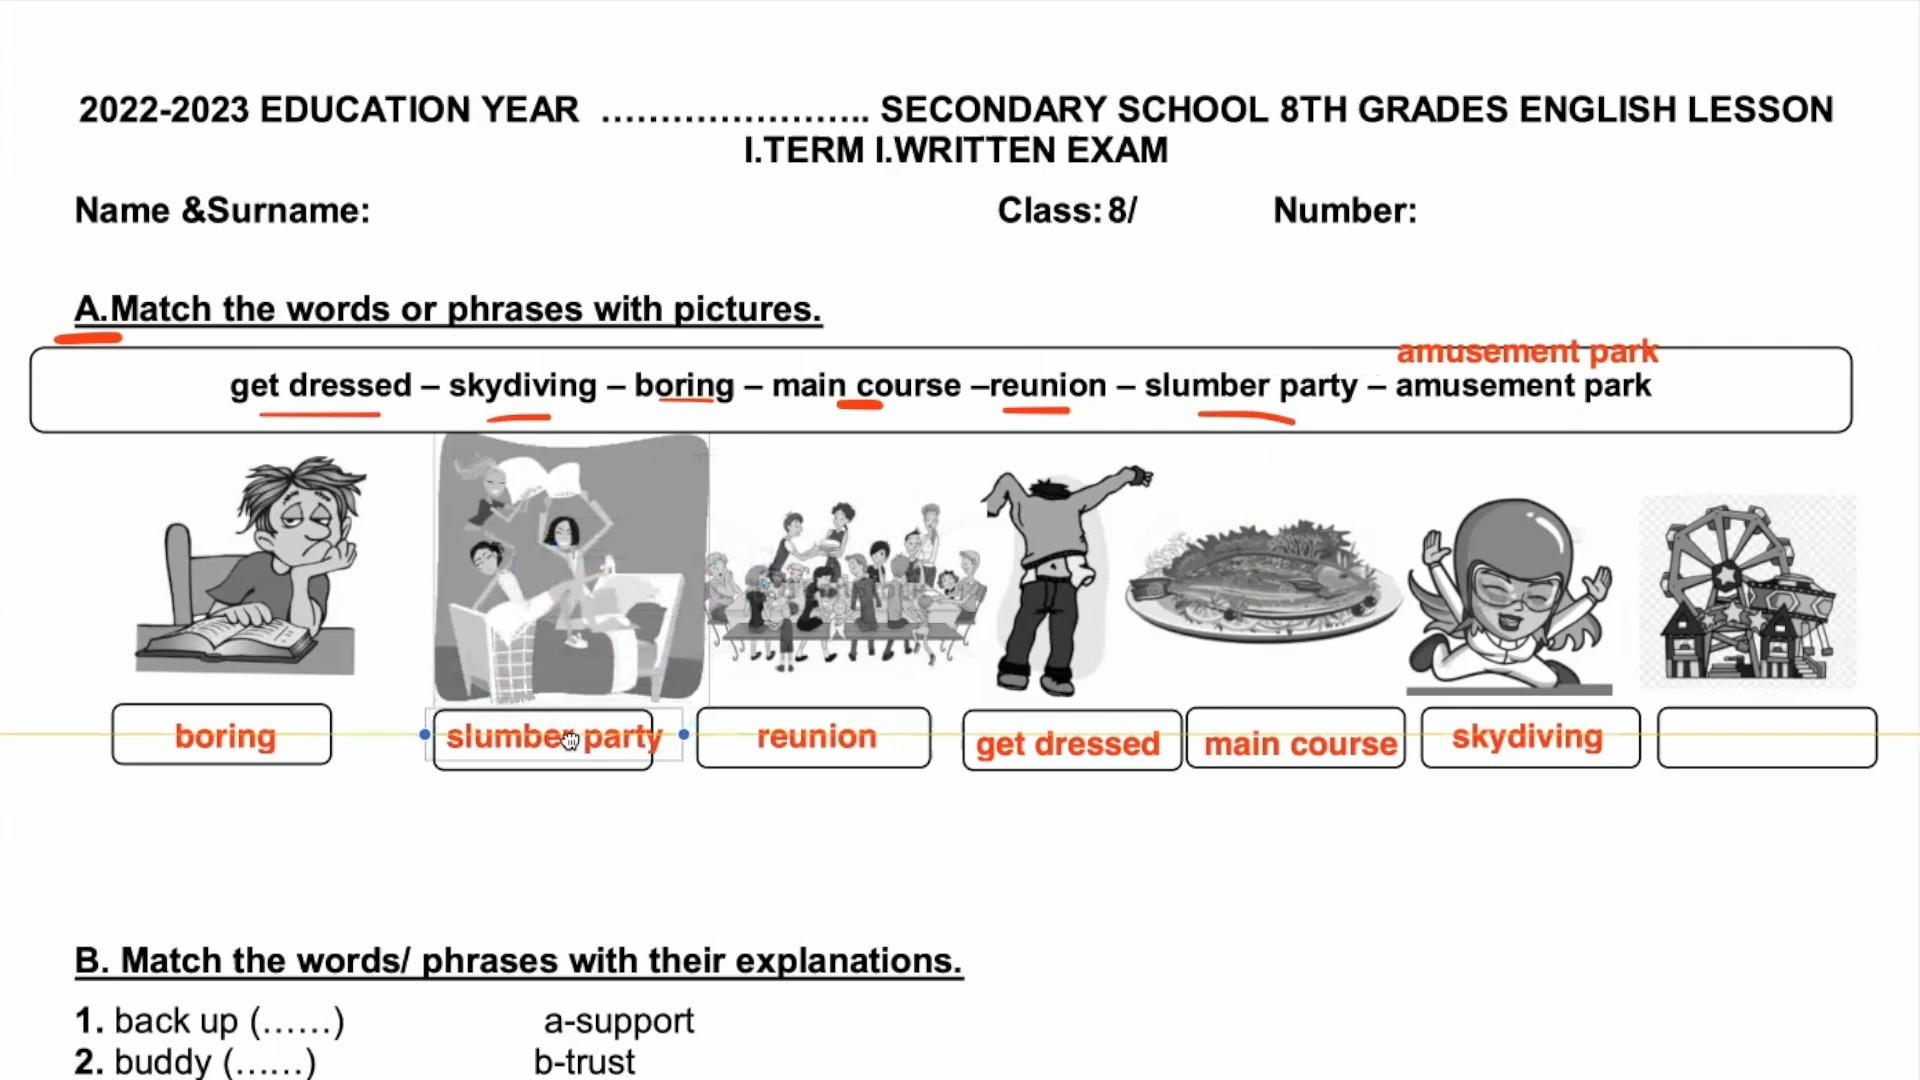 2022-2023 EDUCATION YEAR ........................ SECONDARY SCHOOL 8TH GRADES ENGLISH LESSON
I.TERM I.WRITTEN EXAM
Name &Surname: Class: 8/ Number:
A.Match the words or phrases with pictures.
amusement park
get dressed – skydiving – boring – main course –reunion – slumber party – amusement park
boring slumber party reunion get dressed main course skydiving
B. Match the words/ phrases with their explanations.
1. back up (......) a-support
2. buddy (......) b-trust